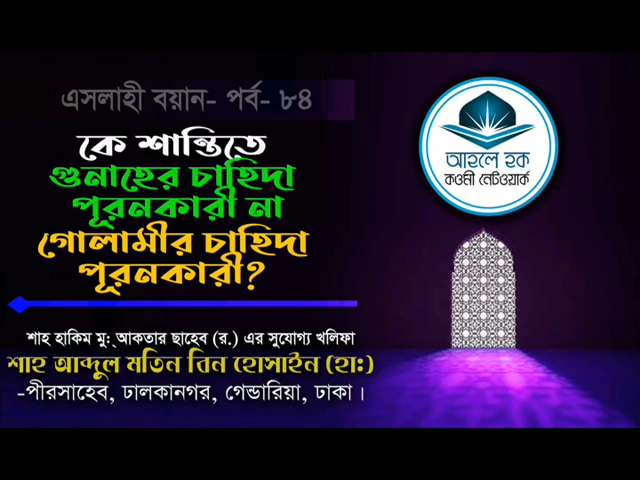 এসলাহী বয়ান- পর্ব- ৮৪
কে শান্তিতে
গুনাহের চাহিদা
পূরনকারী না
গোলামীর চাহিদা
পূরনকারী?
আহলে হক
কওমী নেটওয়ার্ক
শাহ হাকিম মু: আকতার ছাহেব (র.) এর সুযোগ্য খলিফা
শাহ আব্দুল মতিন বিন হোসাইন (হা:)
-পীরসাহেব, ঢালকানগর, গেন্ডারিয়া, ঢাকা।